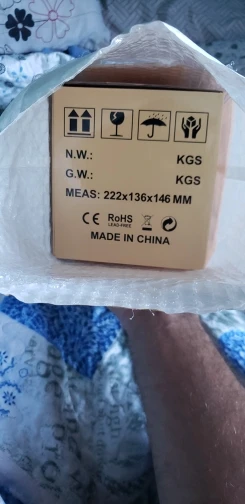 N.W.: KGS
G.W.: KGS
MEAS: 222x136x146 MM
CE RoHS
LEAD-FREE
MADE IN CHINA